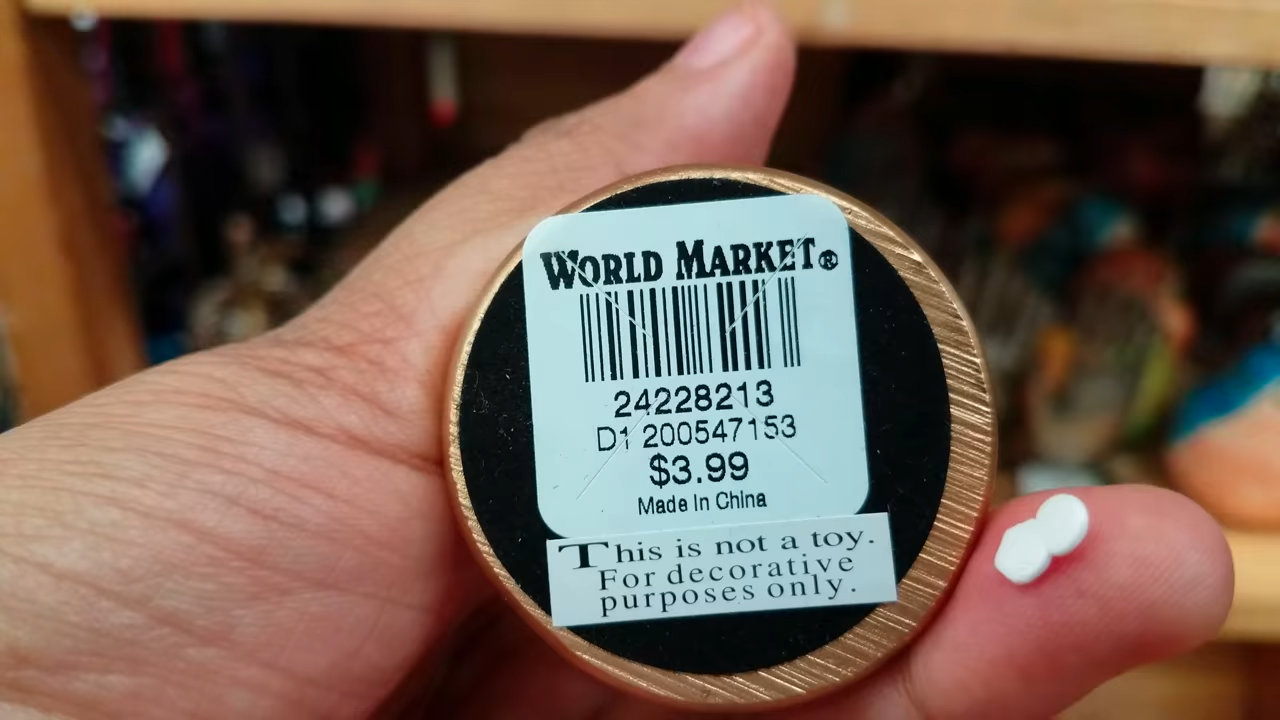 WORLD MARKET®
24228213
D1 200547153
$3.99
Made In China
This is not a toy.
For decorative
purposes only.